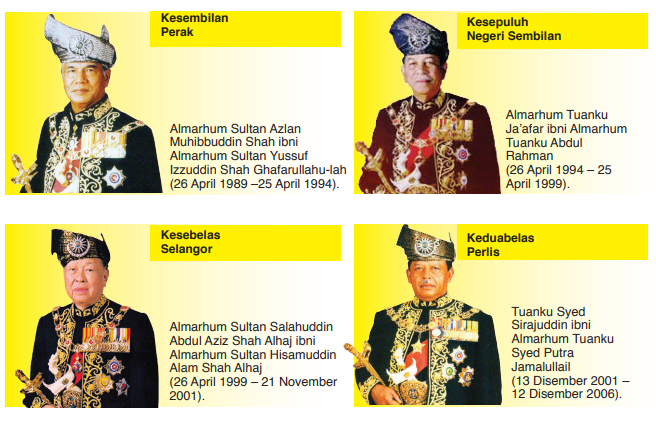 Kesembilan
Perak
Almarhum Sultan Azlan
Muhibbuddin Shah ibni
Almarhum Sultan Yussuf
Izzuddin Shah Ghafarullahu-lah
(26 April 1989 –25 April 1994).
Kesepuluh
Negeri Sembilan
Almarhum Tuanku
Ja’afar ibni Almarhum
Tuanku Abdul
Rahman
(26 April 1994 – 25
April 1999).
Kesebelas
Selangor
Almarhum Sultan Salahuddin
Abdul Aziz Shah Alhaj ibni
Almarhum Sultan Hisamuddin
Alam Shah Alhaj
(26 April 1999 – 21 November
2001).
Keduabelas
Perlis
Tuanku Syed
Sirajuddin ibni
Almarhum Tuanku
Syed Putra
Jamalullail
(13 Disember 2001 –
12 Disember 2006).